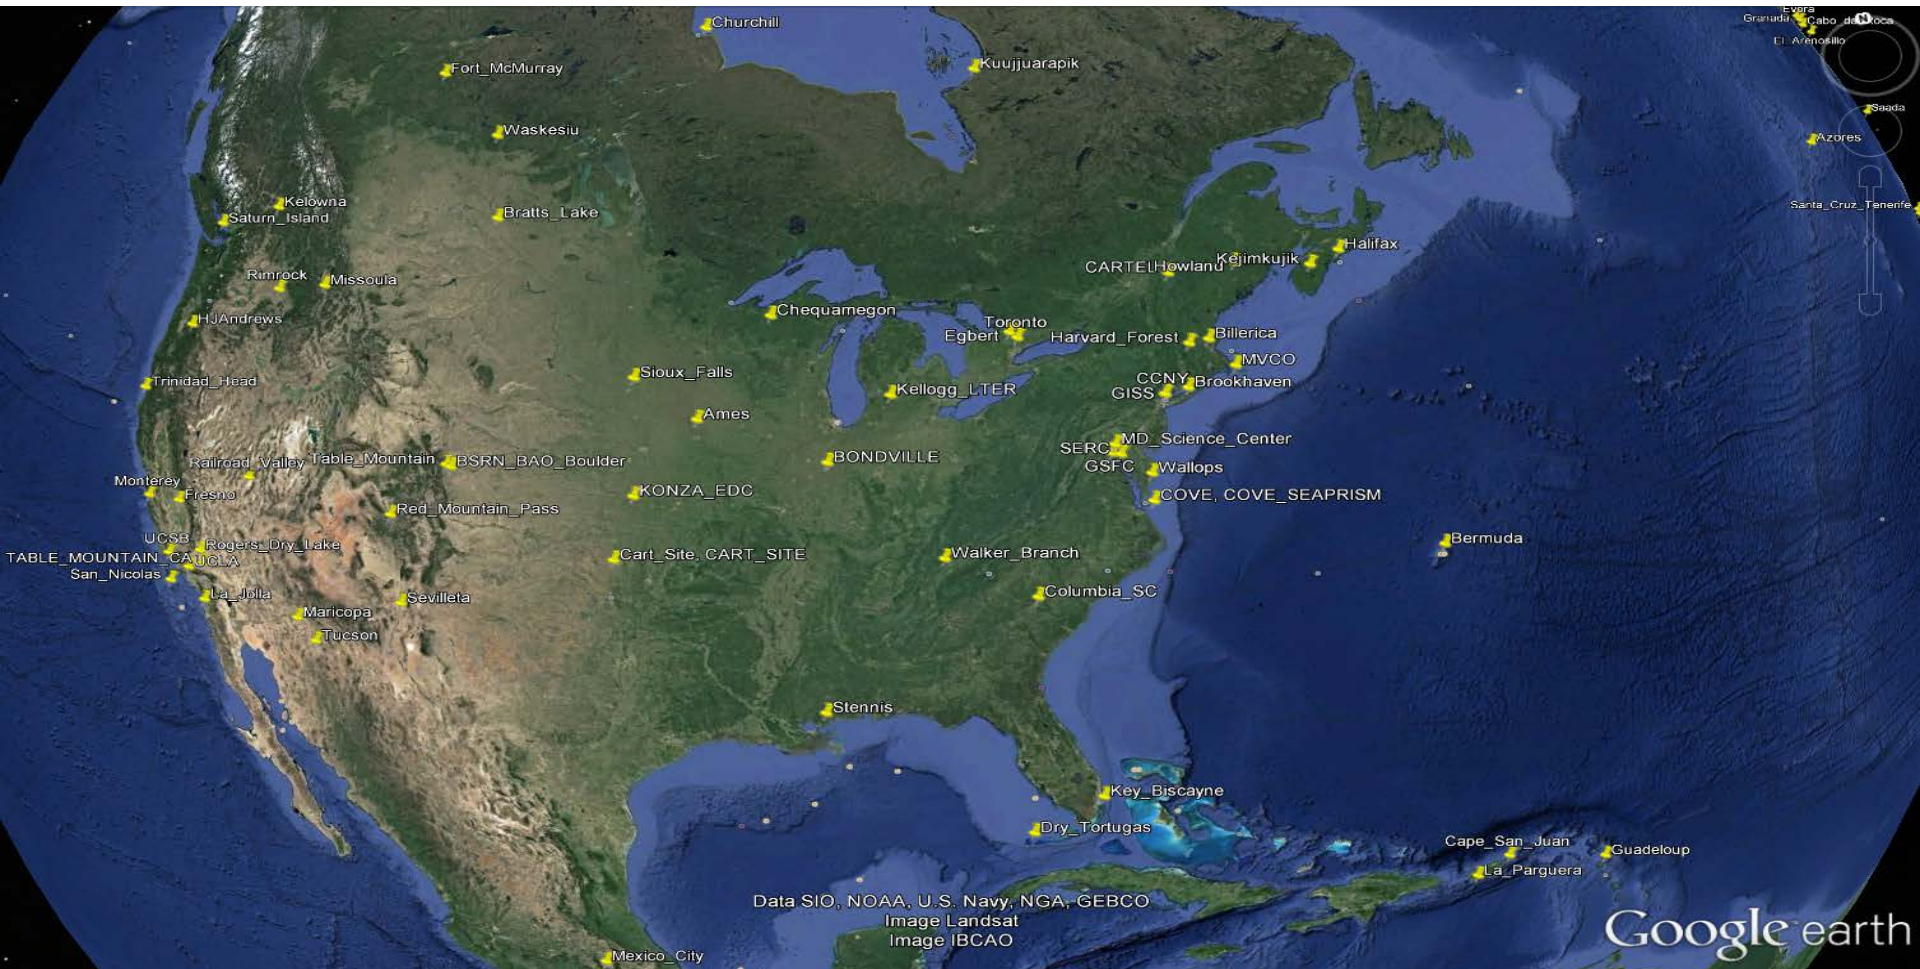 Churchill
Evora
Granada
Cabo_da_Roca
El_Arenosillo
Fort_McMurray
Kuujjuarapik
Saada
Waskesiu
Azores
Kelowna
Saturn_Island
Bratts_Lake
Santa_Cruz_Tenerife
Halifax
Kejimkujik
CARTEL
Howland
Rimrock
Missoula
HJAndrews
Chequamegon
Toronto
Egbert
Harvard_Forest
Billerica
MVCO
Trinidad_Head
Sioux_Falls
Kellogg_LTER
CCNY
Brookhaven
GISS
Ames
MD_Science_Center
SERC
GSFC
Wallops
Railroad_Valley
Table_Mountain
BSRN_BAO_Boulder
BONDVILLE
Monterey
Fresno
KONZA_EDC
COVE, COVE_SEAPRISM
Red_Mountain_Pass
UCSB
Rogers_Dry_Lake
Bermuda
TABLE_MOUNTAIN_CA
UCLA
Cart_Site, CART_SITE
Walker_Branch
San_Nicolas
La_Jolla
Sevilleta
Columbia_SC
Maricopa
Tucson
Stennis
Key_Biscayne
Dry_Tortugas
Cape_San_Juan
Guadeloup
La_Parguera
Data SIO, NOAA, U.S. Navy, NGA, GEBCO
Image Landsat
Image IBCAO
Google earth
Mexico_City
N